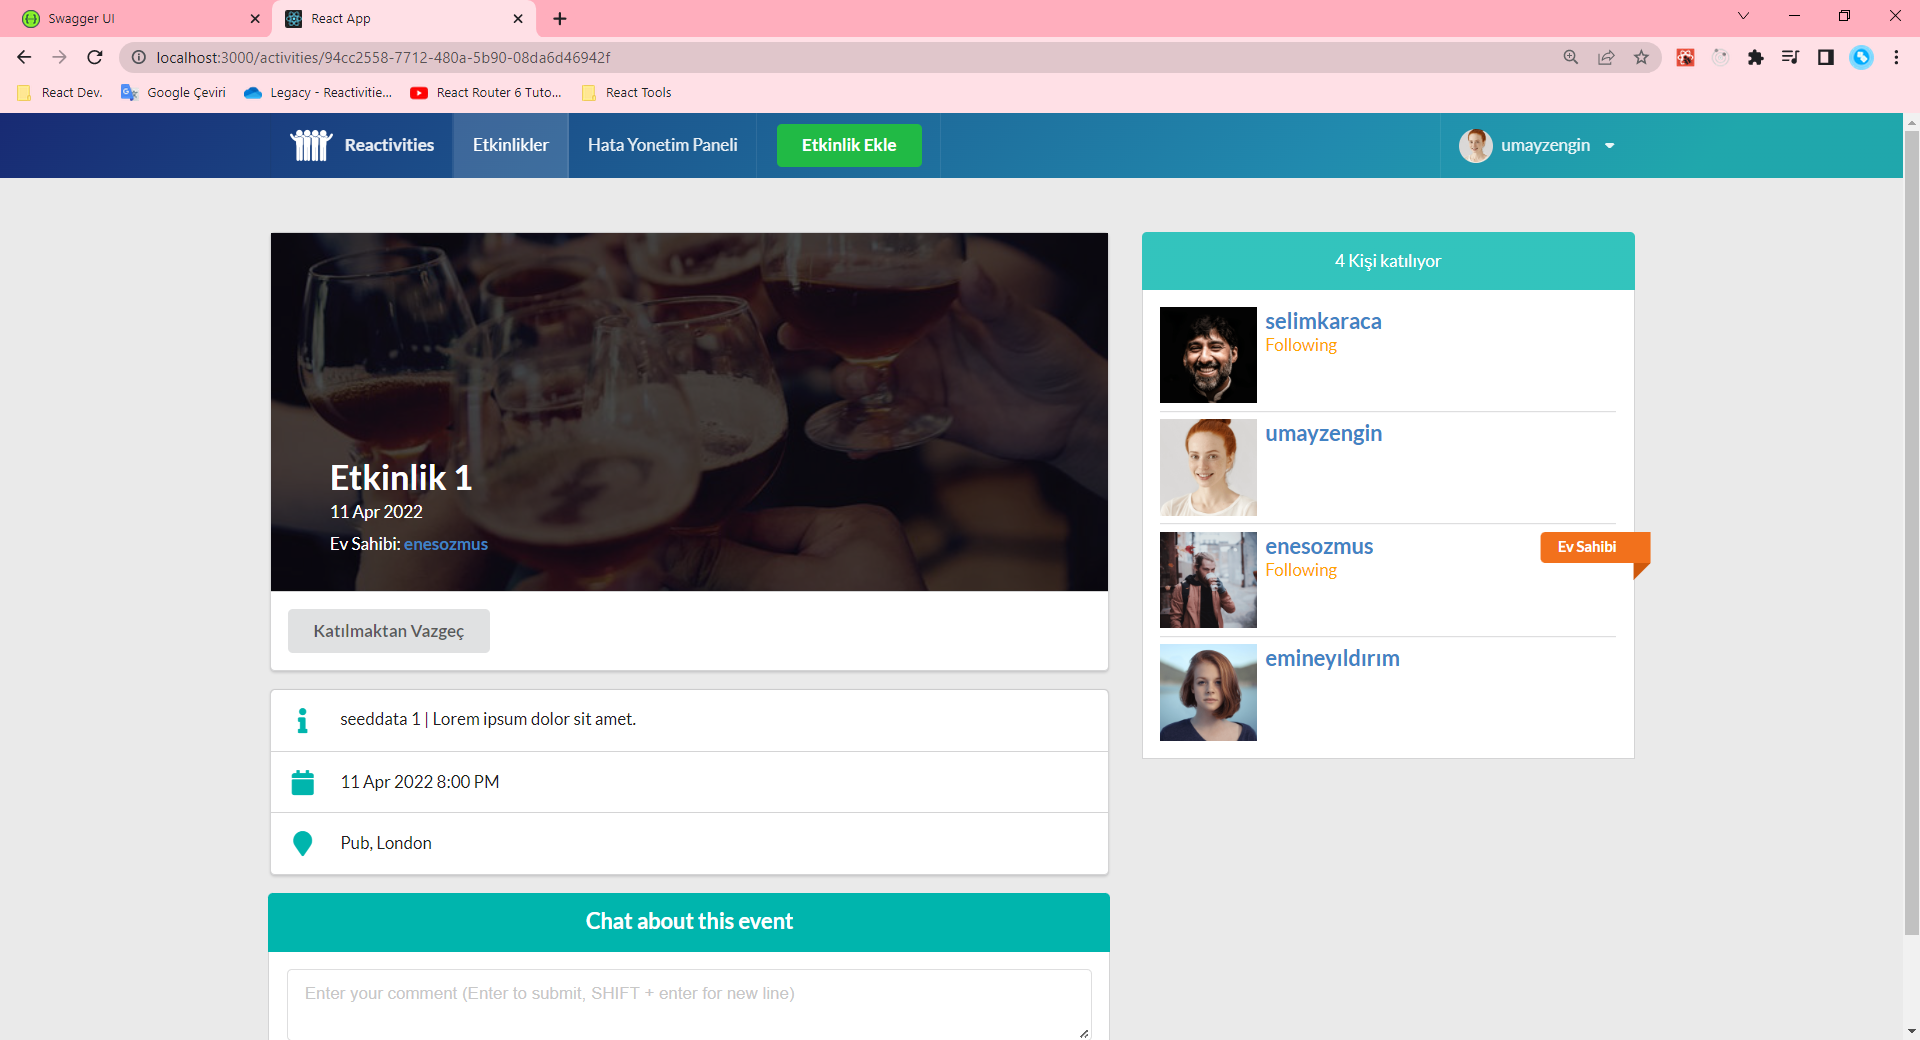 Swagger UI
React App
localhost:3000/activities/94cc2558-7712-480a-5b90-08da6d46942f
React Dev.
Google Çeviri
Legacy - Reactivitie...
React Router 6 Tuto...
React Tools
Reactivities
Etkinlikler
Hata Yonetim Paneli
Etkinlik Ekle
umayzengin
Etkinlik 1
11 Apr 2022
Ev Sahibi: enesozmus
Katılmaktan Vazgeç
seeddata 1 | Lorem ipsum dolor sit amet.
11 Apr 2022 8:00 PM
Pub, London
Chat about this event
Enter your comment (Enter to submit, SHIFT + enter for new line)
4 Kişi katılıyor
selimkaraca
Following
umayzengin
enesozmus
Following
Ev Sahibi
emineyıldırım